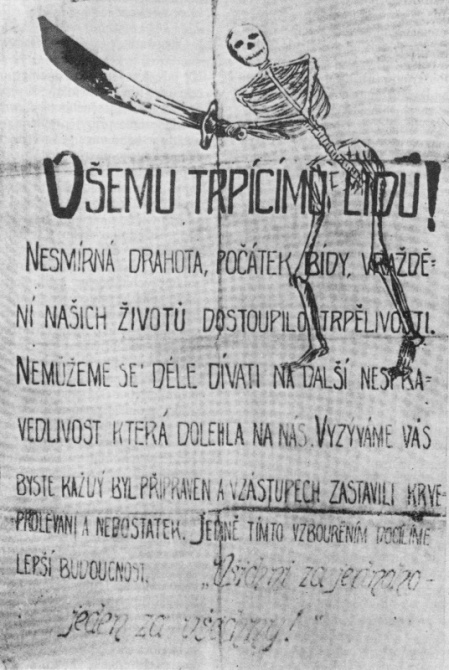 VŠEMU TRPÍCÍMU LIDU!
NESMÍRNÁ DRAHOTA, POČÁTEK BÍDY, VRAŽDĚ-
NÍ NAŠICH ŽIVOTŮ DOSTOUPILO TRPĚLIVOSTI.
NEMŮŽEME SE DÉLE DÍVATI NA DALŠÍ NESPRA-
VEDLIVOST KTERÁ DOLEHLA NA NÁS. VYZÝVÁME VÁS
BYSTE KAŽDÝ BYL PŘIPRAVEN A VZÁSTUPECH ZASTAVILI KRVE-
PROLÉVÁNÍ A NEDOSTATEK. JEDINĚ TÍMTO VZBOUŘENÍM DOCÍLÍME
LEPŠÍ BUDOUCNOST. „Všichni za jednoho -
jeden za všechny!"